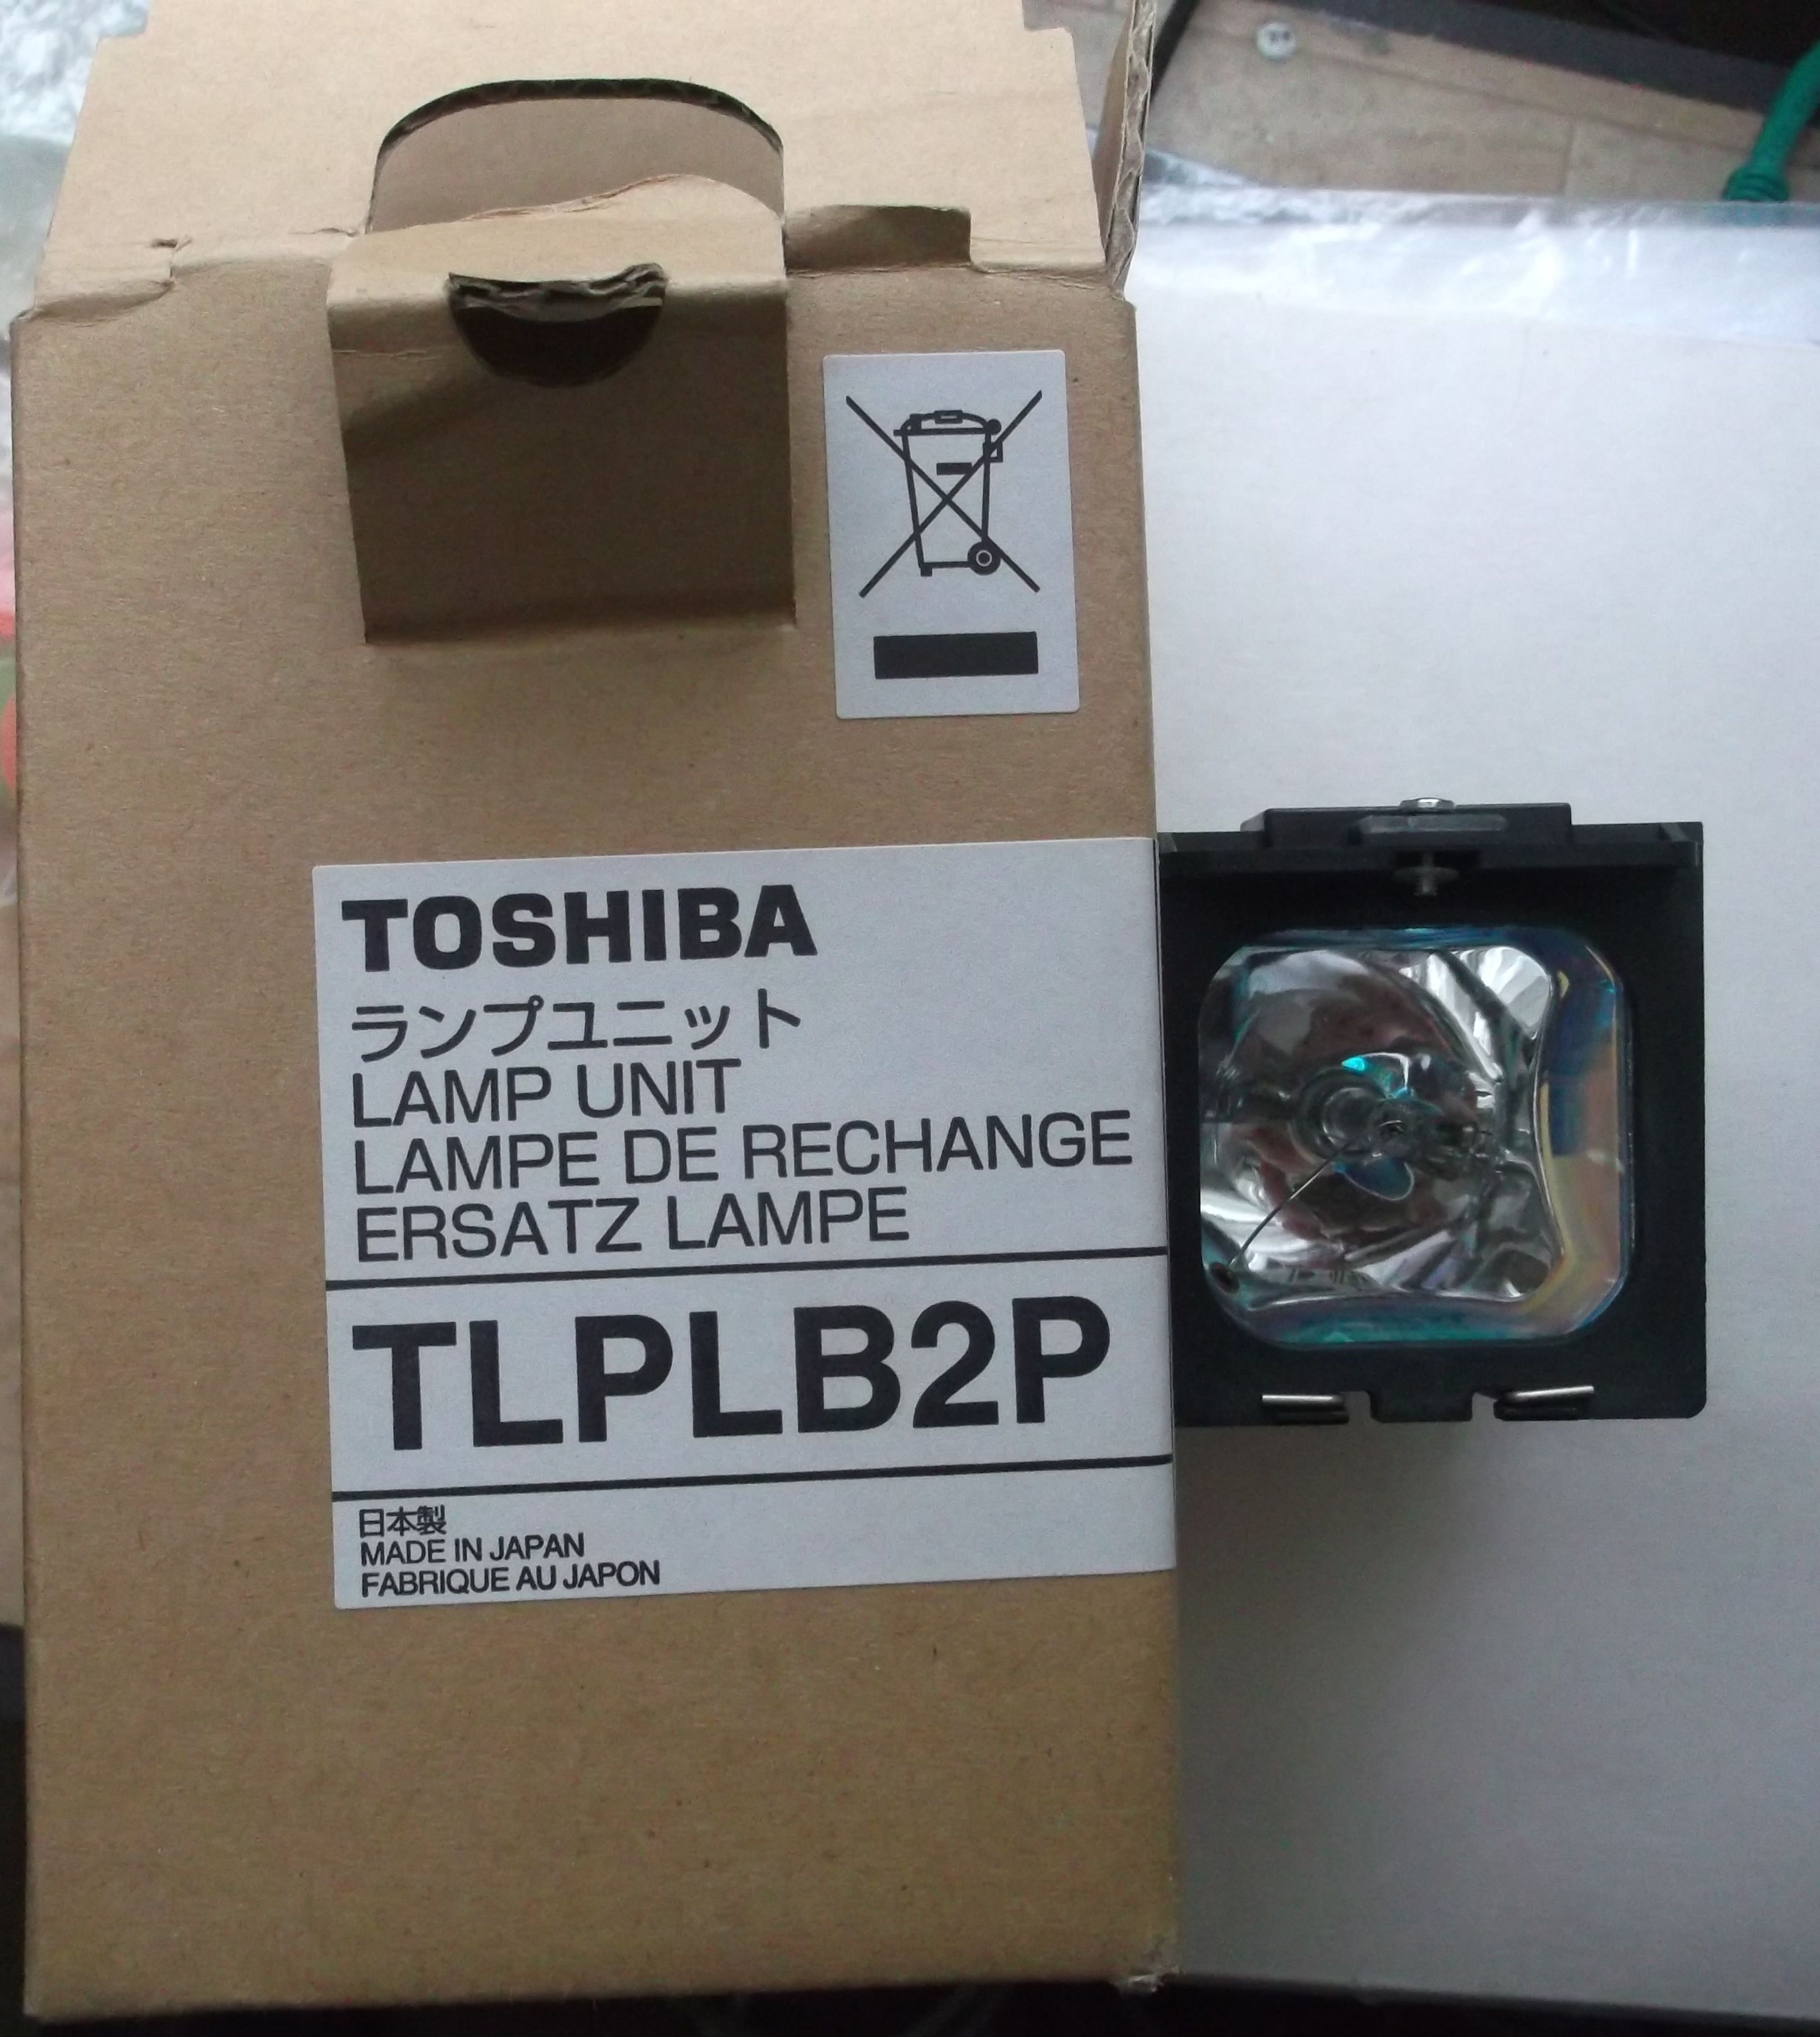 TOSHIBA
ランプユニット
LAMP UNIT
LAMPE DE RECHANGE
ERSATZ LAMPE
TLPLB2P
日本製
MADE IN JAPAN
FABRIQUE AU JAPON